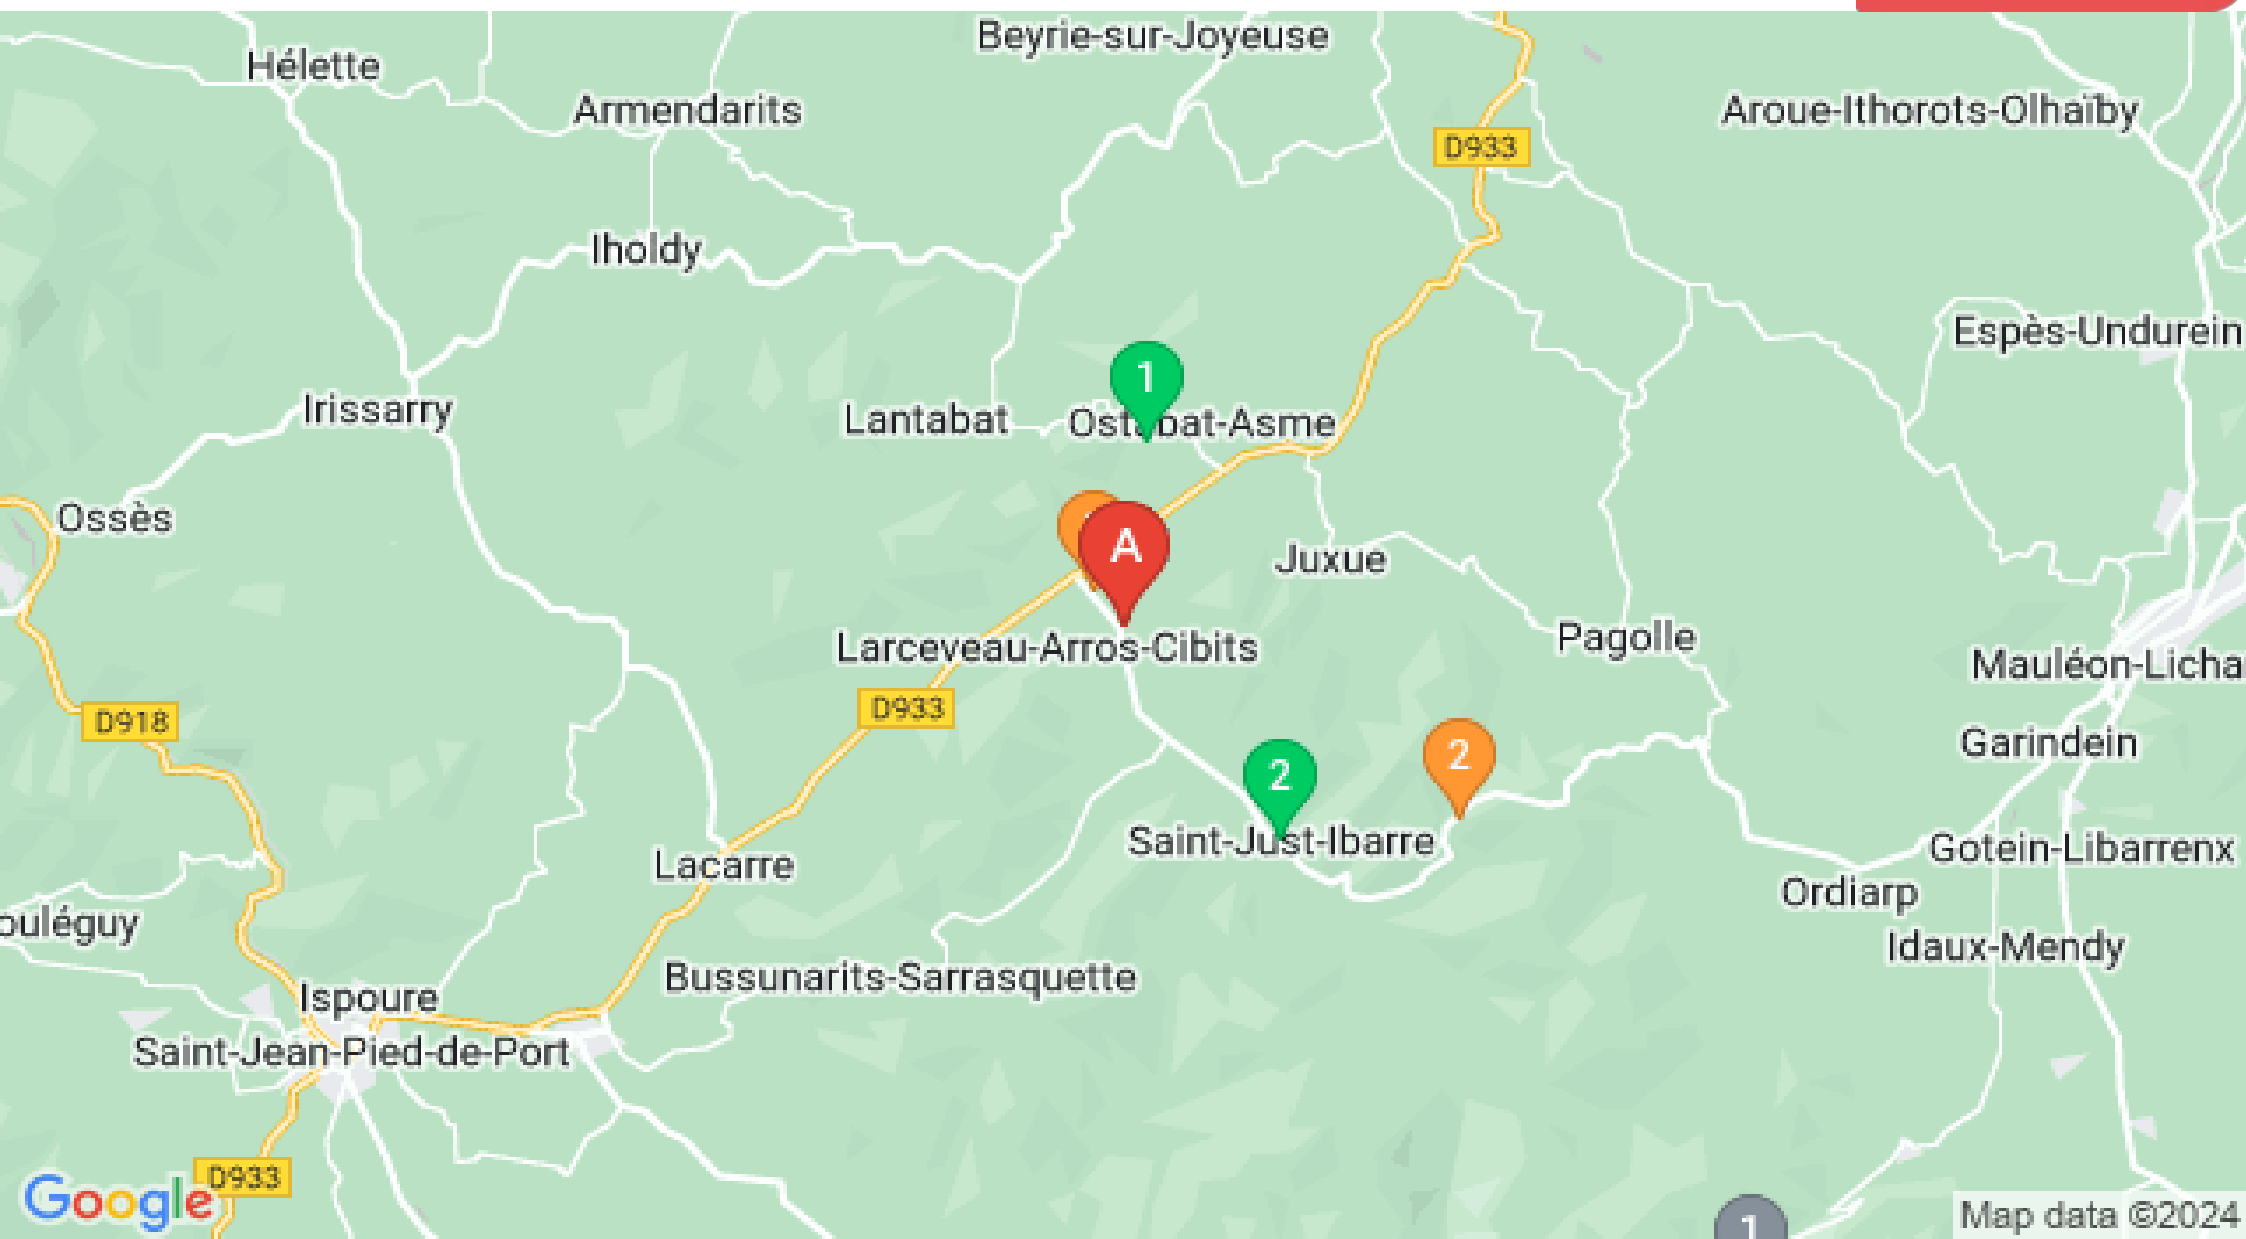 Beyrie-sur-Joyeuse
Hélette
Armendarits
Aroue-Ithorots-Olhaïby
D933
Iholdy
Espès-Undurein
1
Irissarry
Lantabat
Ostabat-Asme
Ossès
A
Juxue
Pagolle
Larceveau-Arros-Cibits
Mauléon-Licha
D933
D918
Garindein
2
2
Saint-Just-Ibarre
Gotein-Libarrenx
Lacarre
Ordiarp
ouléguy
Idaux-Mendy
Bussunarits-Sarrasquette
Ispoure
Saint-Jean-Pied-de-Port
D933
Google
1
Map data ©2024